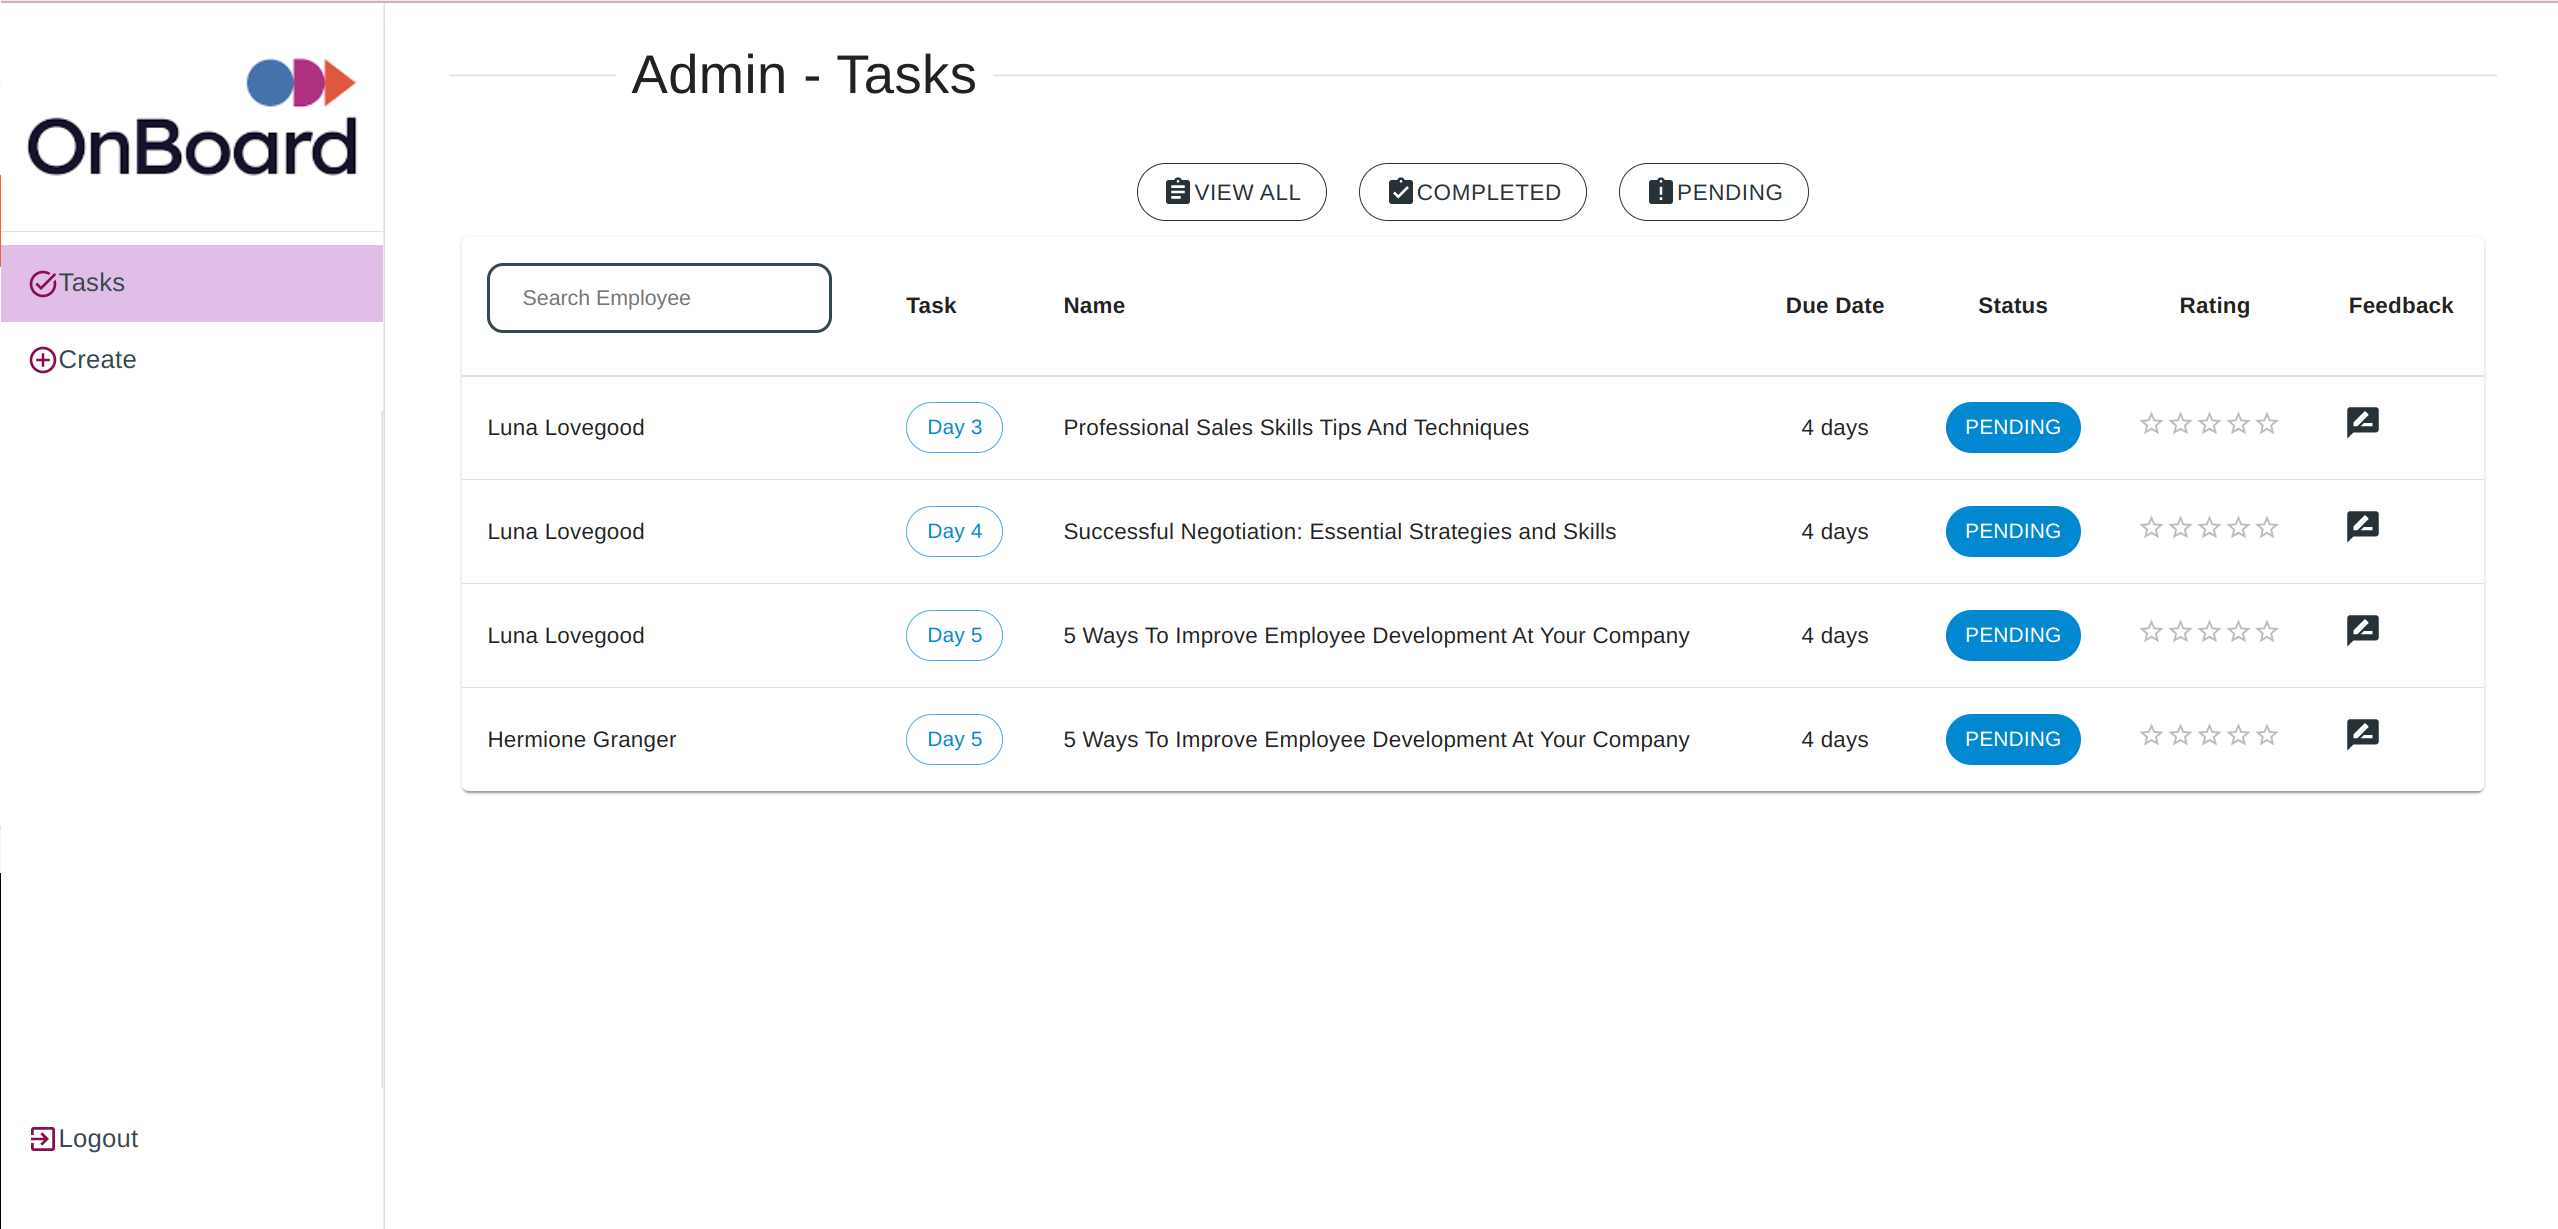 OnBoard
Admin - Tasks
VIEW ALL COMPLETED PENDING
Tasks
Create
Logout
Search Employee Task Name Due Date Status Rating Feedback
Luna Lovegood Day 3 Professional Sales Skills Tips And Techniques 4 days PENDING
Luna Lovegood Day 4 Successful Negotiation: Essential Strategies and Skills 4 days PENDING
Luna Lovegood Day 5 5 Ways To Improve Employee Development At Your Company 4 days PENDING
Hermione Granger Day 5 5 Ways To Improve Employee Development At Your Company 4 days PENDING